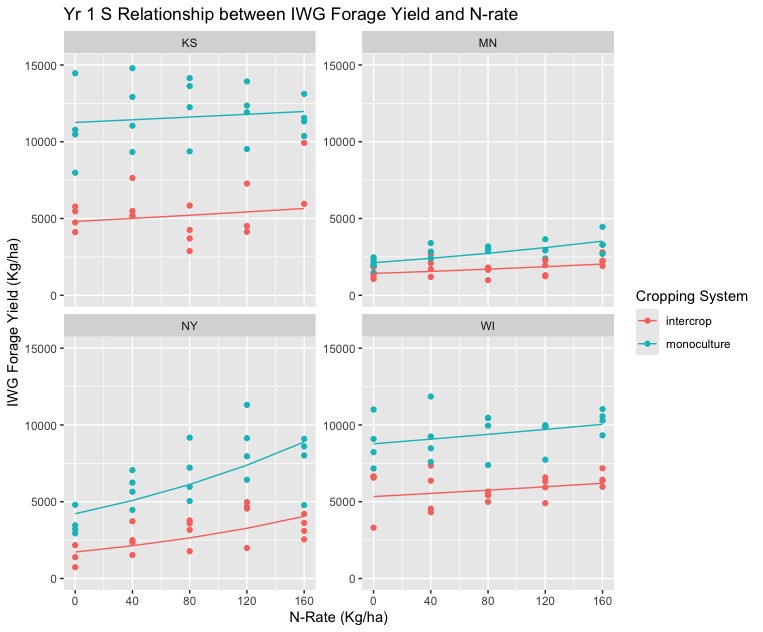 Yr 1 S Relationship between IWG Forage Yield and N-rate
KS
MN
15000
10000
5000
0
15000
10000
5000
0
NY
WI
15000
10000
5000
0
15000
10000
5000
0
0 40 80 120 160
0 40 80 120 160
N-Rate (Kg/ha)
IWG Forage Yield (Kg/ha)
Cropping System
intercrop
monoculture